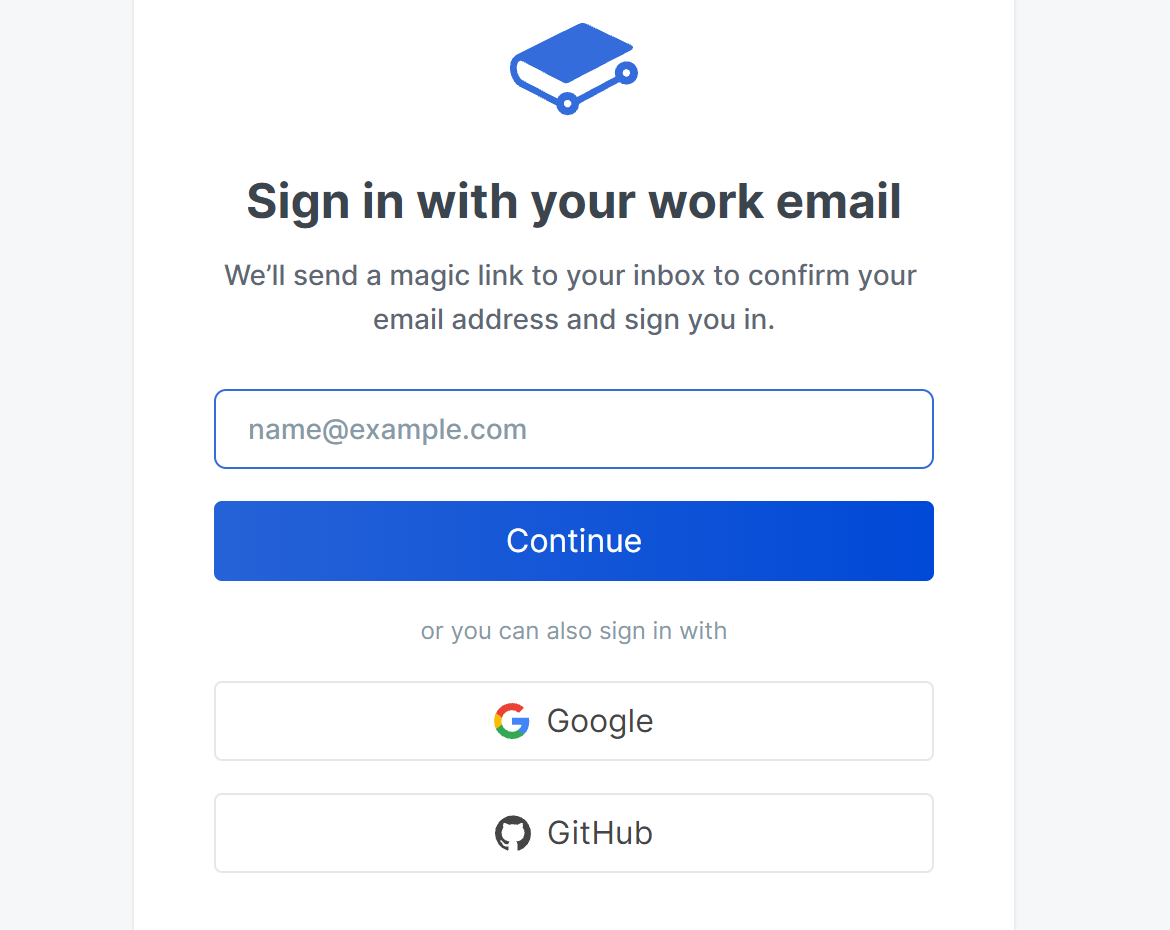 Sign in with your work email
We’ll send a magic link to your inbox to confirm your
email address and sign you in.
name@example.com
Continue
or you can also sign in with
Google
GitHub